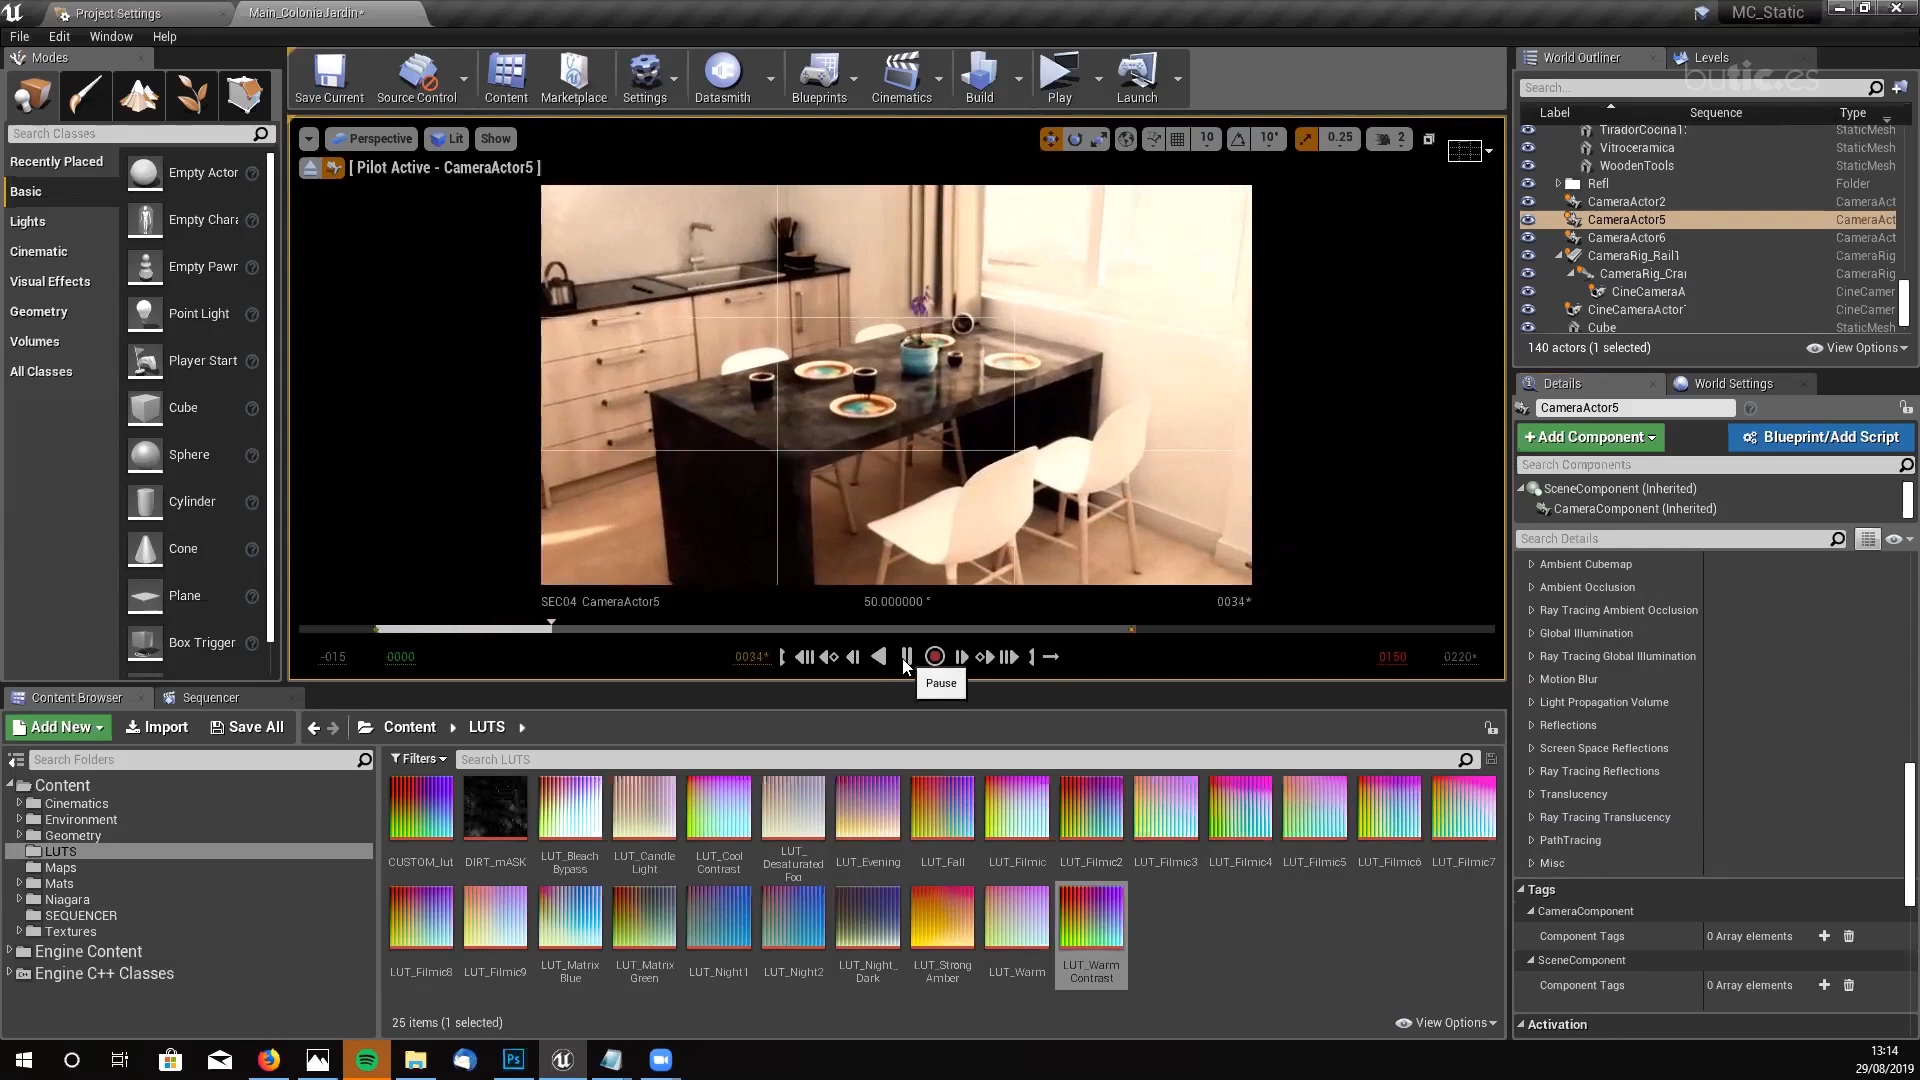 Project Settings
Main_ColoniaJardin*
MC_Static
File Edit Window Help
Modes
butic.es
Save Current
Source Control
Content
Marketplace
Settings
Datasmith
Blueprints
Cinematics
Build
Play
Launch
Search Classes
Recently Placed
Basic
Lights
Cinematic
Visual Effects
Geometry
Volumes
All Classes
Empty Actor
Empty Chara
Empty Pawn
Point Light
Player Start
Cube
Sphere
Cylinder
Cone
Plane
Box Trigger
Perspective Lit Show
10 10° 0.25 2
[ Pilot Active - CameraActor5 ]
SEC04 CameraActor5 50.000000 ° 0034*
-015 0000 0034* 0150 0220*
Pause
World Outliner Levels
Search...
Label Sequence Type
TiradorCocina1: StaticMesh
Vitroceramica StaticMesh
WoodenTools StaticMesh
Refl Folder
CameraActor2 CameraAct
CameraActor5 CameraAct
CameraActor6 CameraAct
CameraRig_Rail1 CameraRig
CameraRig_Crar CameraRig
CineCameraA CineCamer
CineCameraActor CineCamer
Cube StaticMesh
140 actors (1 selected) View Options
Details World Settings
CameraActor5
+Add Component Blueprint/Add Script
Search Components
SceneComponent (Inherited)
CameraComponent (Inherited)
Search Details
Ambient Cubemap
Ambient Occlusion
Ray Tracing Ambient Occlusion
Global Illumination
Ray Tracing Global Illumination
Motion Blur
Light Propagation Volume
Reflections
Screen Space Reflections
Ray Tracing Reflections
Translucency
Ray Tracing Translucency
PathTracing
Misc
Tags
CameraComponent
Component Tags 0 Array elements
SceneComponent
Component Tags 0 Array elements
Activation
Content Browser Sequencer
Add New Import Save All Content LUTS
Search Folders
Content
Cinematics
Environment
Geometry
LUTS
Maps
Mats
Niagara
SEQUENCER
Textures
Engine Content
Engine C++ Classes
Filters Search LUTS
CUSTOM_lut
DIRT_mASK
LUT_Bleach
Bypass
LUT_Candle
Light
LUT_Cool
Contrast
LUT_
Desaturated
Fog
LUT_Evening
LUT_Fall
LUT_Filmic
LUT_Filmic2
LUT_Filmic3
LUT_Filmic4
LUT_Filmic5
LUT_Filmic6
LUT_Filmic7
LUT_Filmic8
LUT_Filmic9
LUT_Matrix
Blue
LUT_Matrix
Green
LUT_Night1
LUT_Night2
LUT_Night_
Dark
LUT_Strong
Amber
LUT_Warm
LUT_Warm
Contrast
25 items (1 selected) View Options
Ps
13:14
29/08/2019